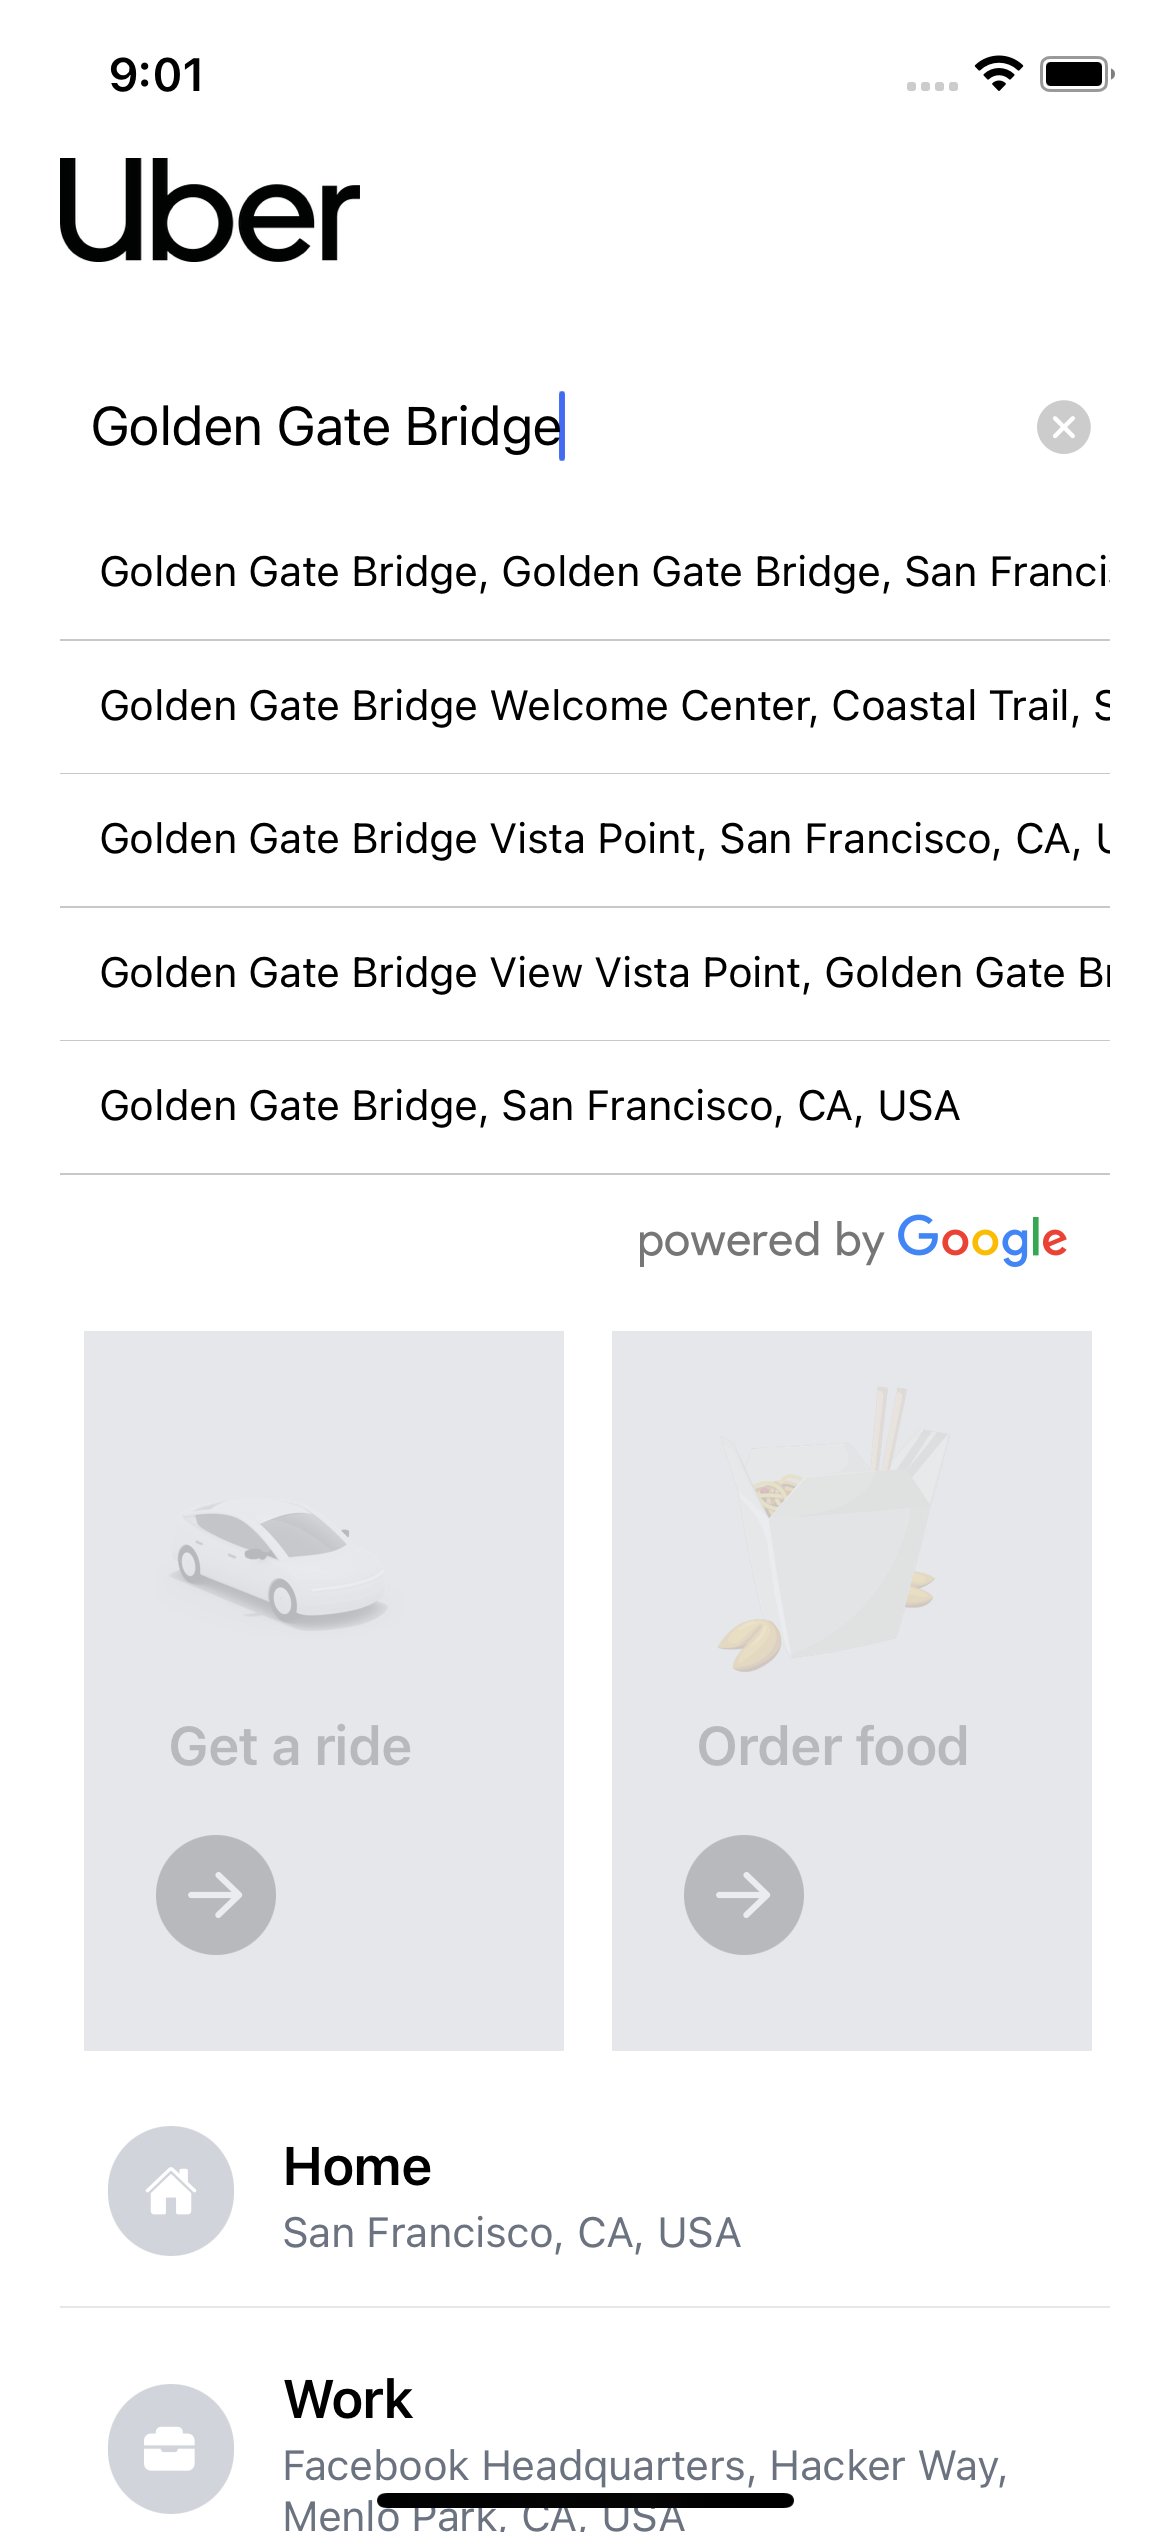 9:01
Uber
Golden Gate Bridge
Golden Gate Bridge, Golden Gate Bridge, San Franci
Golden Gate Bridge Welcome Center, Coastal Trail, S
Golden Gate Bridge Vista Point, San Francisco, CA, U
Golden Gate Bridge View Vista Point, Golden Gate Br
Golden Gate Bridge, San Francisco, CA, USA
powered by Google
Get a ride
Order food
Home
San Francisco, CA, USA
Work
Facebook Headquarters, Hacker Way,
Menlo Park, CA, USA